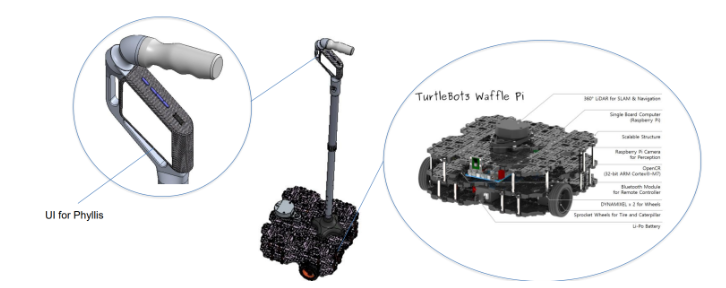 UI for Phyllis
TurtleBot3 Waffle Pi
360° LiDAR for SLAM & Navigation
Single Board Computer
(Raspberry Pi)
Scalable Structure
Raspberry Pi Camera
for Perception
OpenCR
(32-bit ARM Cortex®-M7)
Bluetooth Module
for Remote Controller
DYNAMIXEL x 2 for Wheels
Sprocket Wheels for Tire and Caterpillar
Li-Po Battery